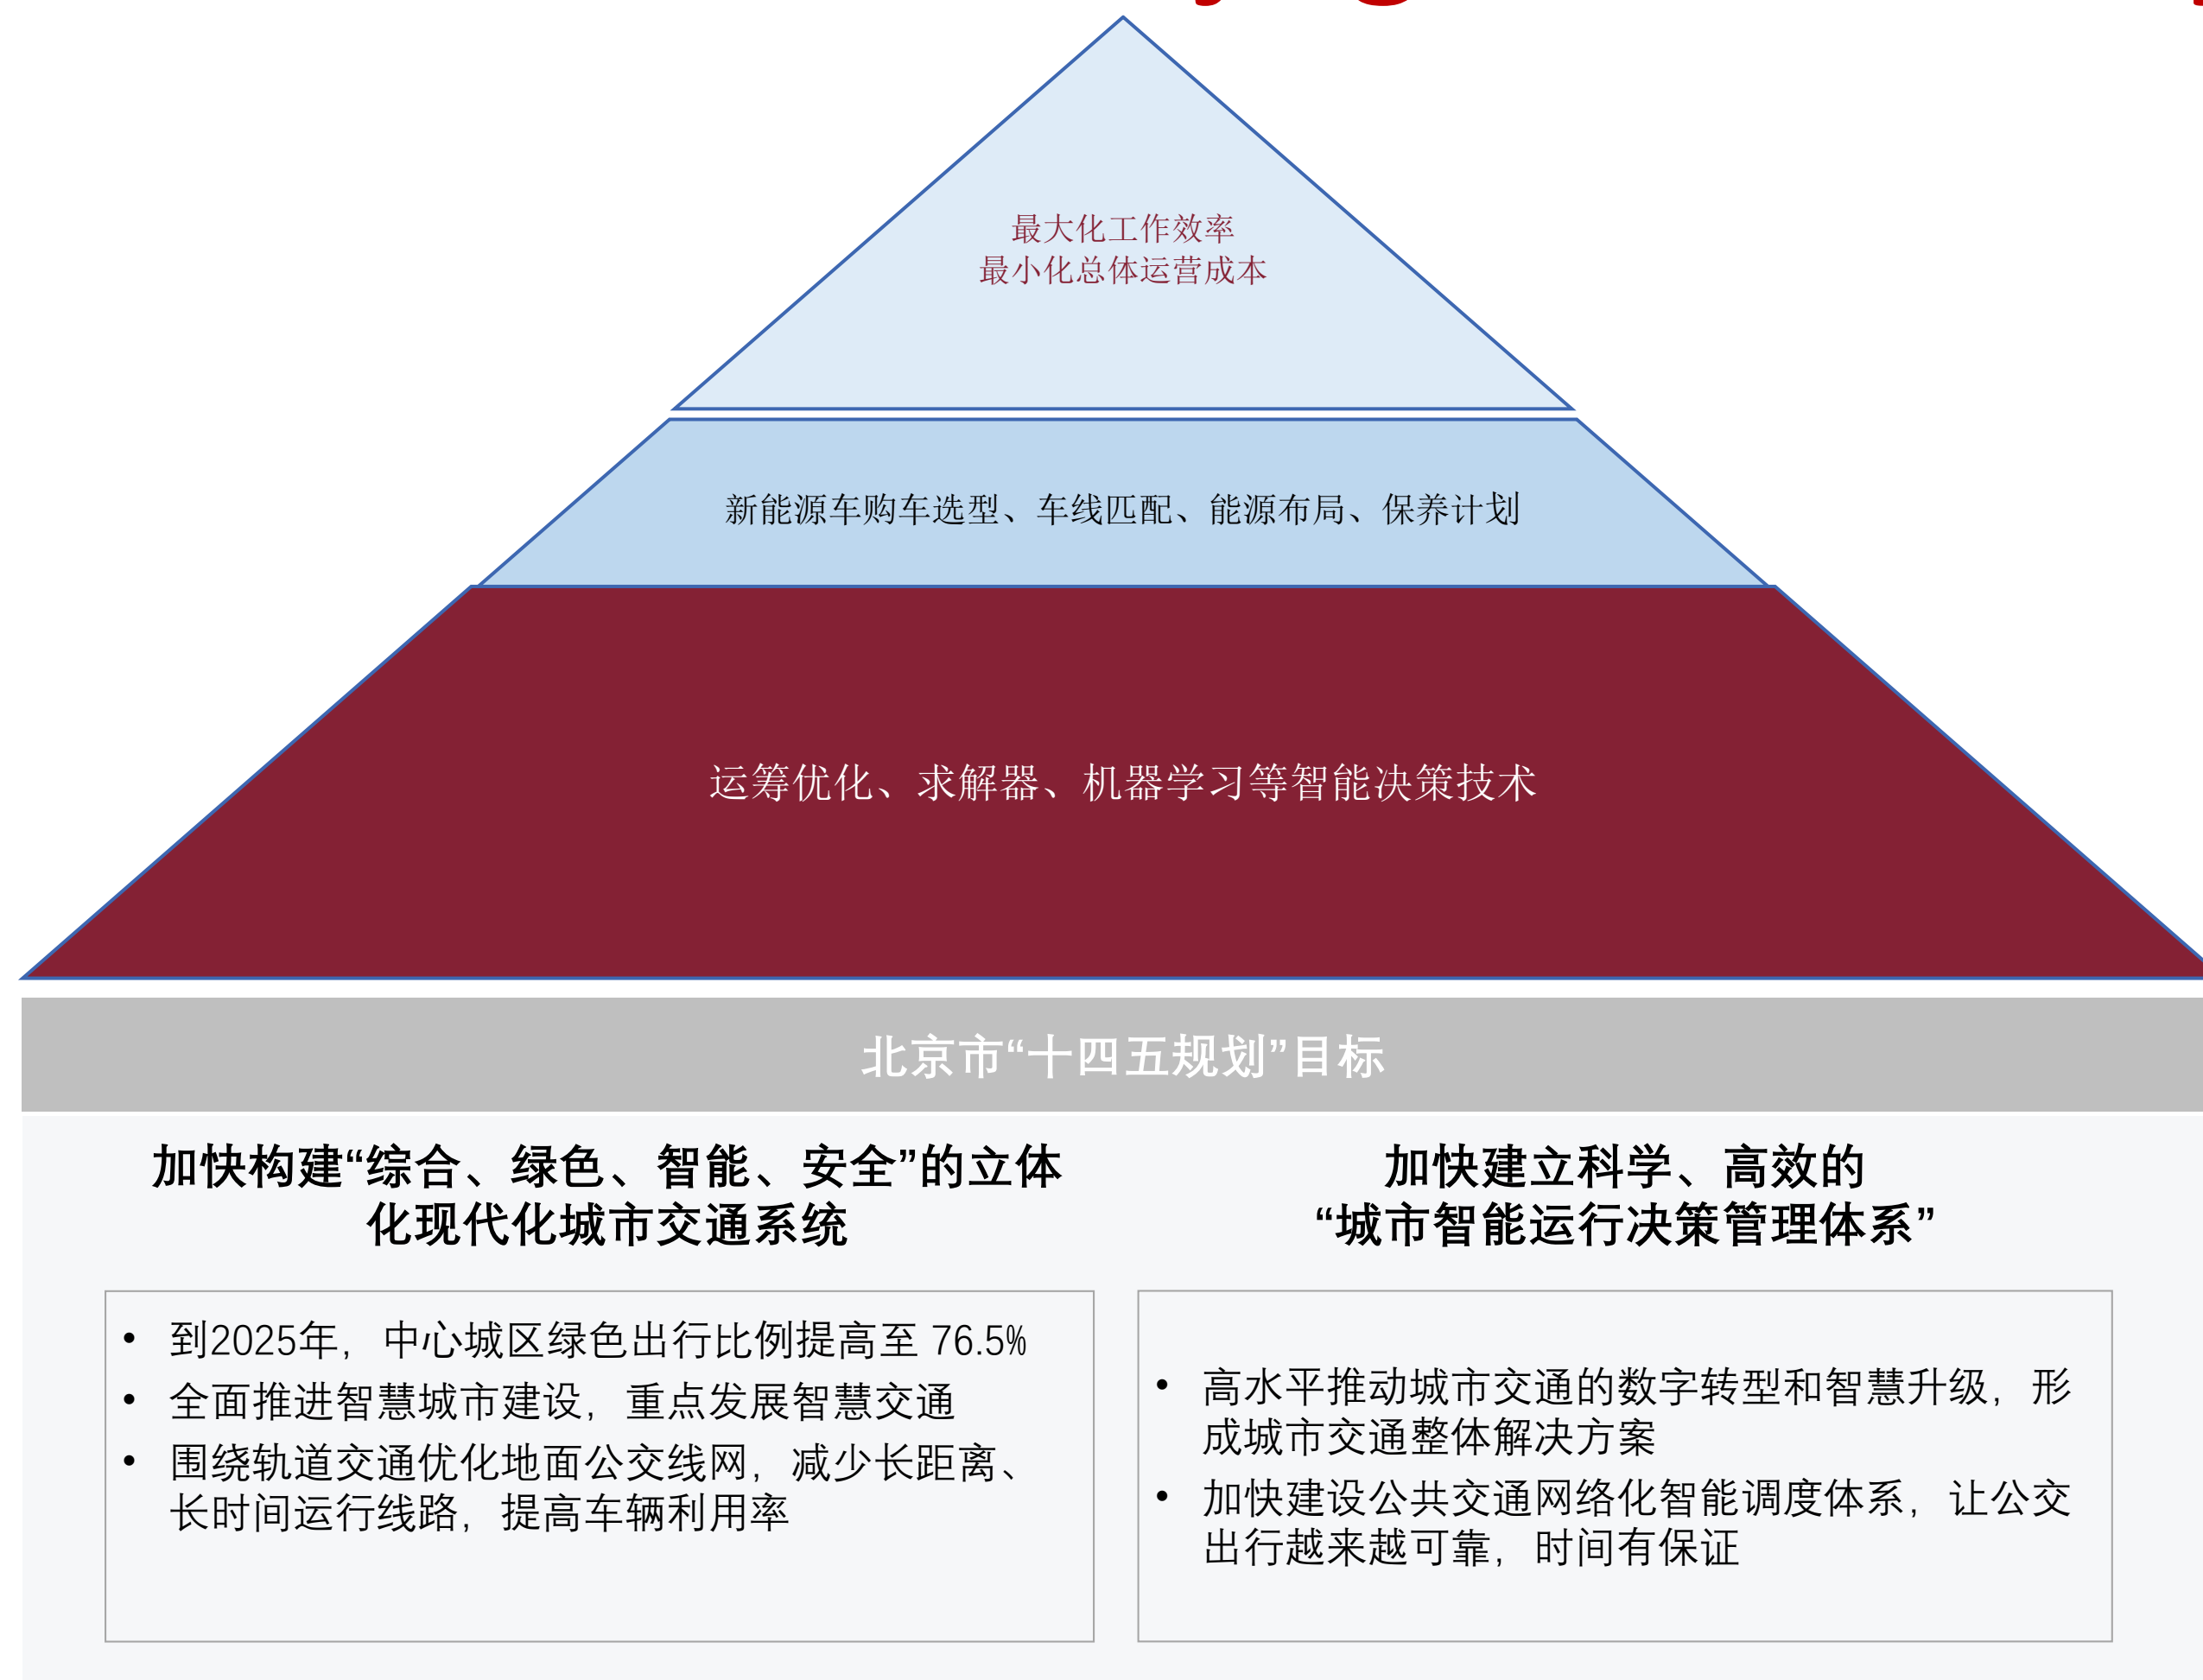 最大化工作效率
最小化总体运营成本
新能源车购车选型、车线匹配、能源布局、保养计划
运筹优化、求解器、机器学习等智能决策技术
北京市“十四五规划”目标
加快构建“综合、绿色、智能、安全”的立体
化现代化城市交通系统
• 到2025年，中心城区绿色出行比例提高至 76.5%
• 全面推进智慧城市建设，重点发展智慧交通
• 围绕轨道交通优化地面公交线网，减少长距离、
长时间运行线路，提高车辆利用率
加快建立科学、高效的
“城市智能运行决策管理体系”
• 高水平推动城市交通的数字转型和智慧升级，形
成城市交通整体解决方案
• 加快建设公共交通网络化智能调度体系，让公交
出行越来越可靠，时间有保证